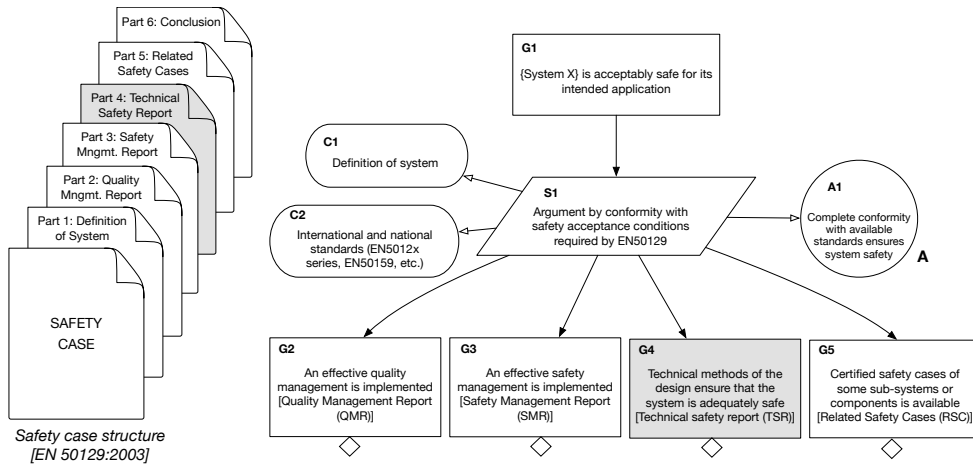 Part 6: Conclusion
Part 5: Related
Safety Cases
Part 4: Technical
Safety Report
Part 3: Safety
Mngmt. Report
Part 2: Quality
Mngmt. Report
Part 1: Definition
of System
SAFETY
CASE
Safety case structure
[EN 50129:2003]
G1
{System X} is acceptably safe for its
intended application
C1
Definition of system
C2
International and national
standards (EN5012x
series, EN50159, etc.)
S1
Argument by conformity with
safety acceptance conditions
required by EN50129
A1
Complete conformity
with available
standards ensures
system safety
A
G2
An effective quality
management is implemented
[Quality Management Report
(QMR)]
G3
An effective safety
management is implemented
[Safety Management Report
(SMR)]
G4
Technical methods of the
design ensure that the
system is adequately safe
[Technical safety report (TSR)]
G5
Certified safety cases of
some sub-systems or
components is available
[Related Safety Cases (RSC)]